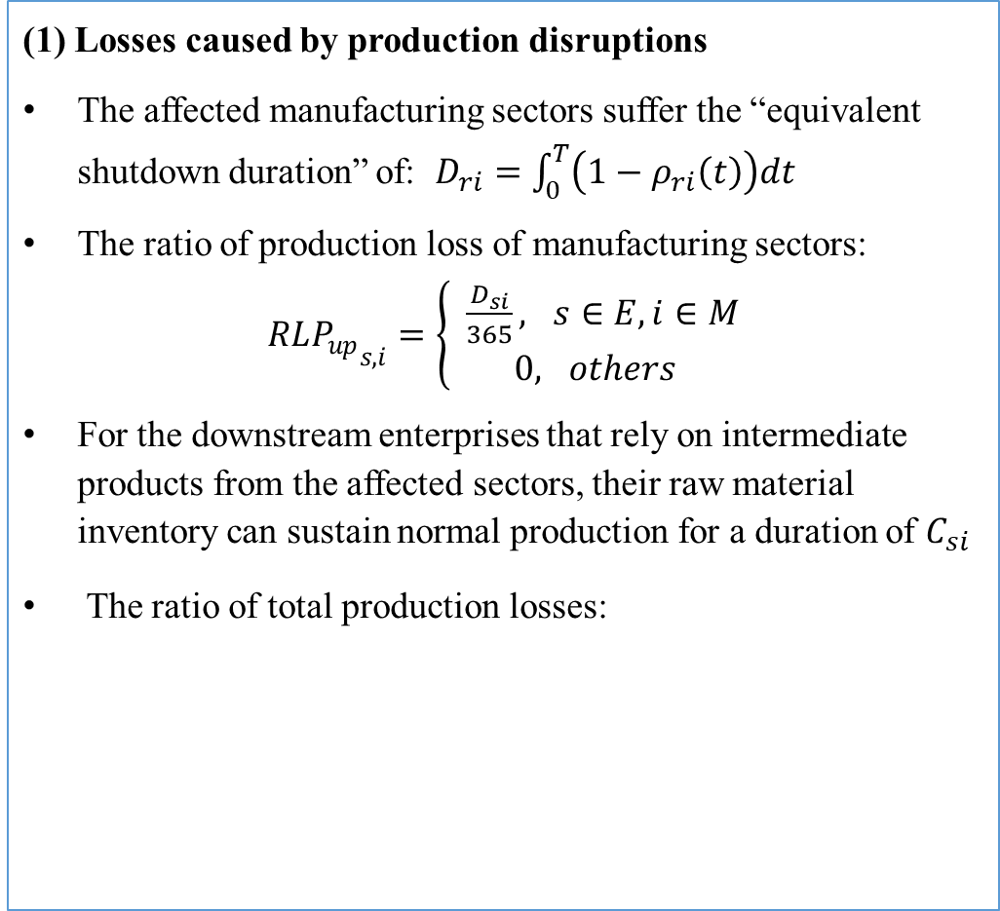 (1) Losses caused by production disruptions
• The affected manufacturing sectors suffer the “equivalent
shutdown duration” of: $D_{ri} = \int_0^T (1 - \rho_{ri}(t))dt$
• The ratio of production loss of manufacturing sectors:
$RLP_{up_{s,i}} = \begin{cases} \frac{D_{si}}{365}, & s \in E, i \in M \\ 0, & others \end{cases}$
• For the downstream enterprises that rely on intermediate
products from the affected sectors, their raw material
inventory can sustain normal production for a duration of $C_{si}$
• The ratio of total production losses: